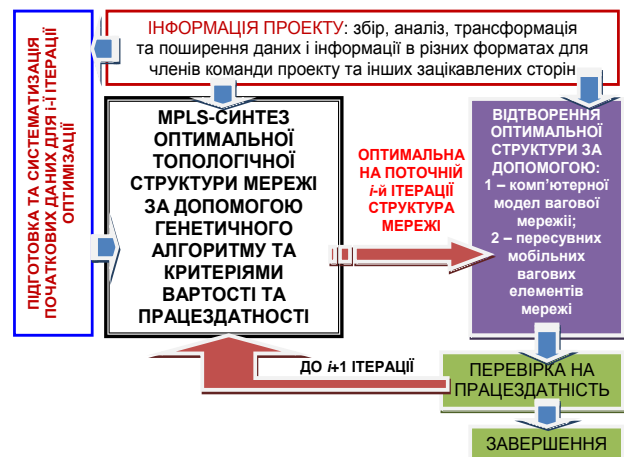 ІНФОРМАЦІЯ ПРОЕКТУ: збір, аналіз, трансформація
та поширення даних і інформації в різних форматах для
членів команди проекту та інших зацікавлених сторін
ПІДГОТОВКА ТА СИСТЕМАТИЗАЦІЯ
ПОЧАТКОВИХ ДАНИХ ДЛЯ і-Ї ІТЕРАЦІЇ
ОПТИМІЗАЦІЇ
MPLS-СИНТЕЗ
ОПТИМАЛЬНОЇ
ТОПОЛОГІЧНОЇ
СТРУКТУРИ МЕРЕЖІ
ЗА ДОПОМОГОЮ
ГЕНЕТИЧНОГО
АЛГОРИТМУ ТА
КРИТЕРІЯМИ
ВАРТОСТІ ТА
ПРАЦЕЗДАТНОСТІ
ОПТИМАЛЬНА
НА ПОТОЧНІЙ
i-й ІТЕРАЦІЇ
СТРУКТУРА
МЕРЕЖІ
ВІДТВОРЕННЯ
ОПТИМАЛЬНОЇ
СТРУКТУРИ ЗА
ДОПОМОГОЮ:
1 – комп'ютерної
модел вагової
мережії;
2 – пересувних
мобільних
вагових
елементів
мережі
ДО i+1 ІТЕРАЦІЇ
ПЕРЕВІРКА НА
ПРАЦЕЗДАТНІСТЬ
ЗАВЕРШЕННЯ